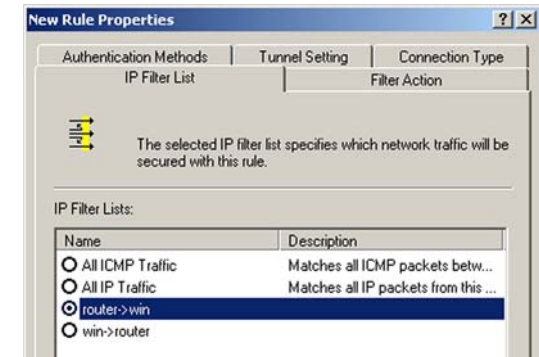 New Rule Properties
Authentication Methods Tunnel Setting Connection Type
IP Filter List Filter Action
The selected IP filter list specifies which network traffic will be
secured with this rule.
IP Filter Lists:
Name Description
All ICMP Traffic Matches all ICMP packets betw...
All IP Traffic Matches all IP packets from this ...
router->win
win->router